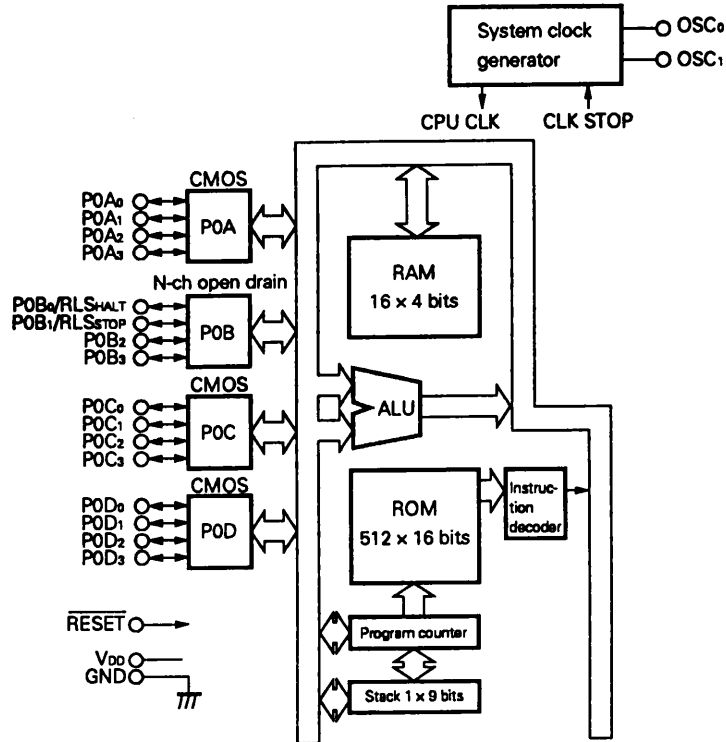 System clock
generator
OSC₀
OSC₁
CPU CLK
CLK STOP
CMOS
P0A₀
P0A₁
P0A₂
P0A₃
P0A
N-ch open drain
P0B₀/RLSHALT
P0B₁/RLSSTOP
P0B₂
P0B₃
P0B
RAM
16 × 4 bits
CMOS
P0C₀
P0C₁
P0C₂
P0C₃
P0C
ALU
CMOS
P0D₀
P0D₁
P0D₂
P0D₃
P0D
ROM
512 × 16 bits
Instruc-
tion
decoder
RESET
Program counter
VDD
GND
Stack 1 × 9 bits